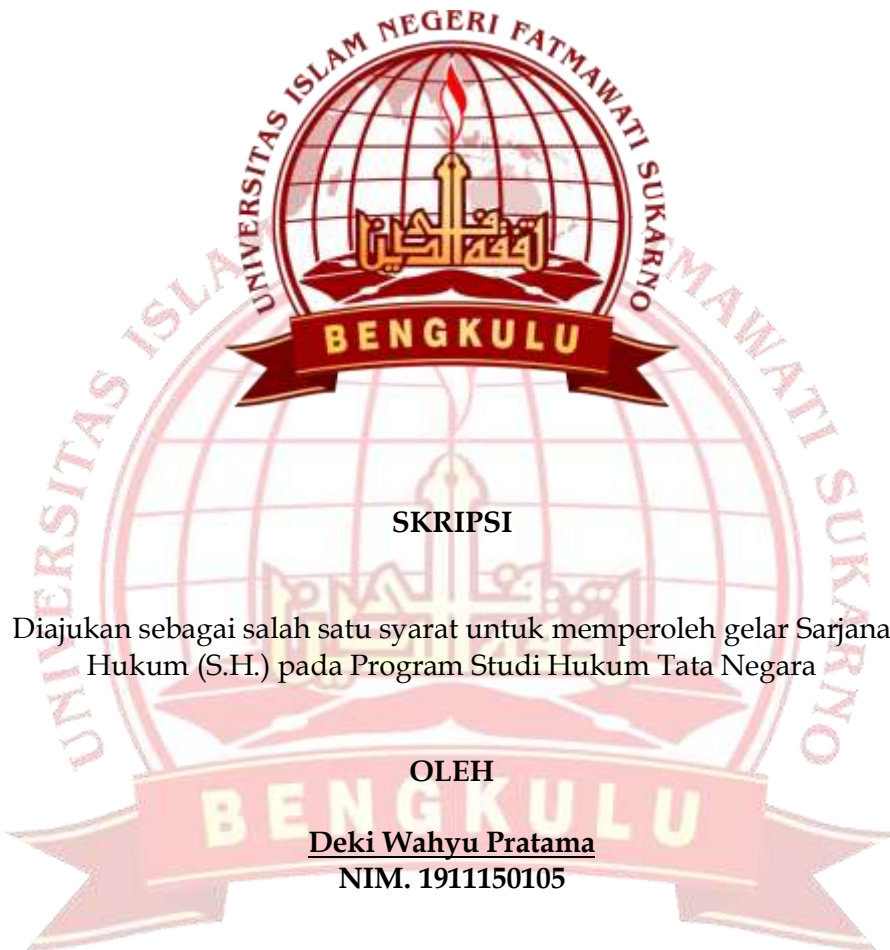 UNIVERSITAS ISLAM NEGERI FATMAWATI SUKARNO
BENGKULU
SKRIPSI
Diajukan sebagai salah satu syarat untuk memperoleh gelar Sarjana
Hukum (S.H.) pada Program Studi Hukum Tata Negara
OLEH
BENGKULU
Deki Wahyu Pratama
NIM. 1911150105